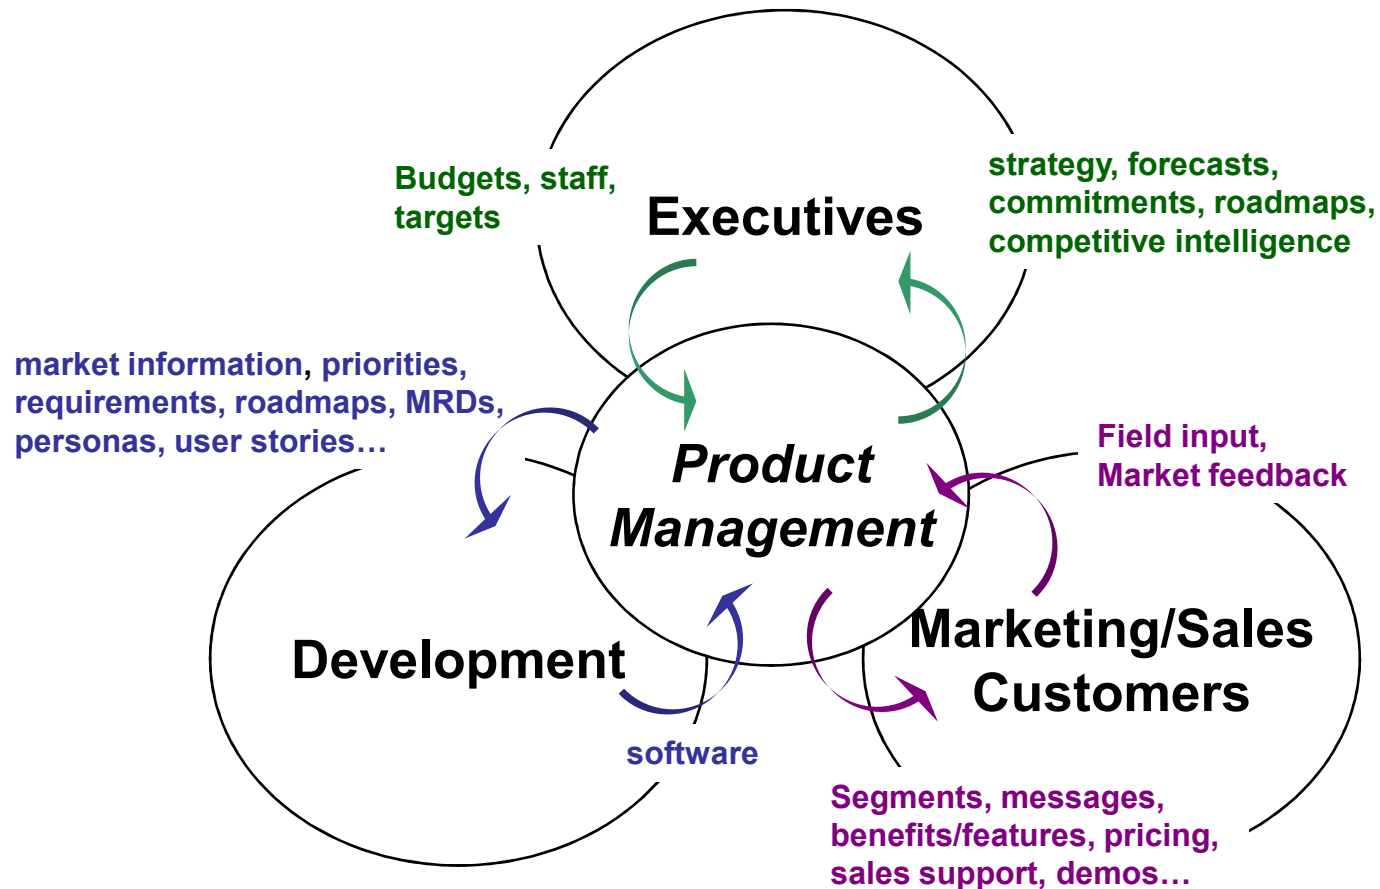 Budgets, staff,
targets
Executives
strategy, forecasts,
commitments, roadmaps,
competitive intelligence
market information, priorities,
requirements, roadmaps, MRDs,
personas, user stories…
Product
Management
Field input,
Market feedback
Development
Marketing/Sales
Customers
software
Segments, messages,
benefits/features, pricing,
sales support, demos…